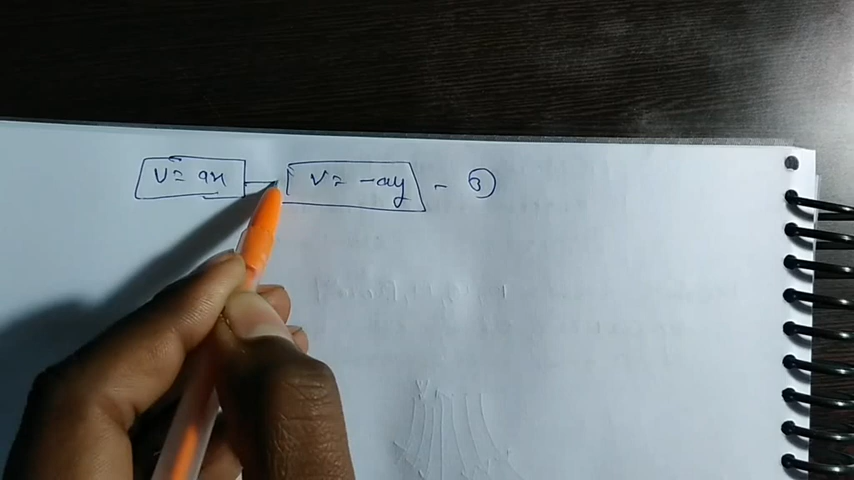 V = ax — V = -ay - ③